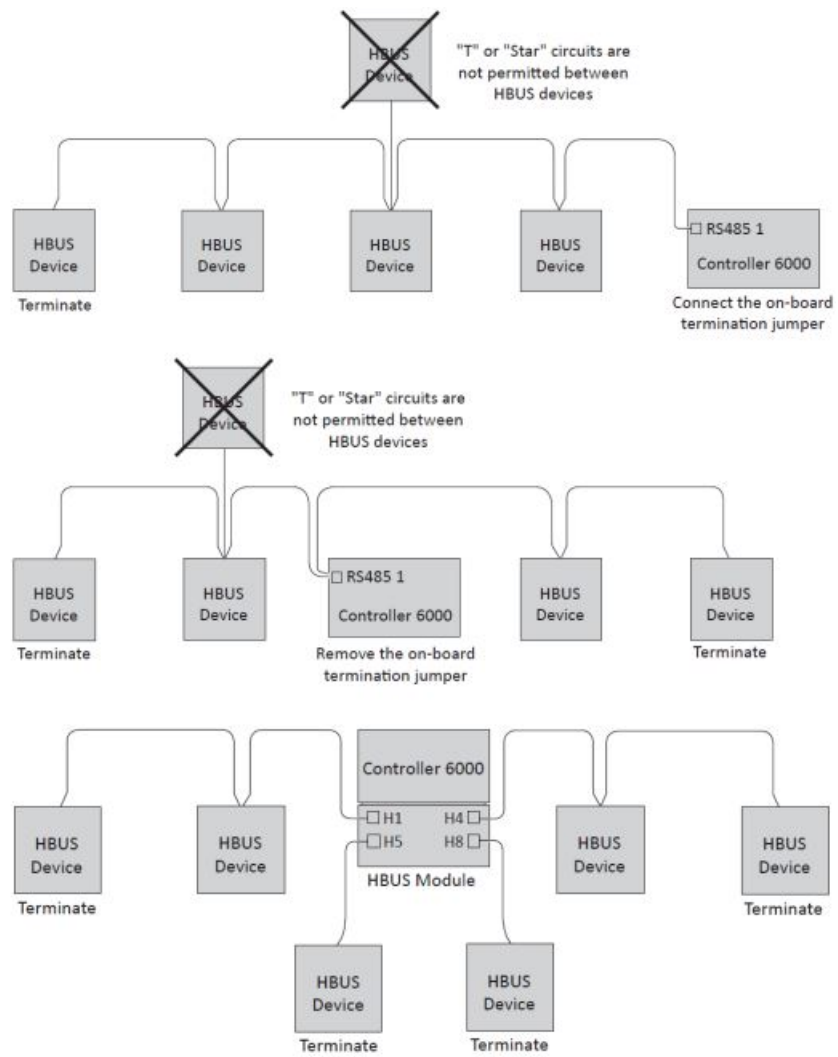 HBUS
Device
"T" or "Star" circuits are
not permitted between
HBUS devices
HBUS
Device
Terminate
HBUS
Device
HBUS
Device
HBUS
Device
RS485 1
Controller 6000
Connect the on-board
termination jumper
HBUS
Device
"T" or "Star" circuits are
not permitted between
HBUS devices
HBUS
Device
Terminate
HBUS
Device
RS485 1
Controller 6000
Remove the on-board
termination jumper
HBUS
Device
HBUS
Device
Terminate
Controller 6000
H1
H4
H5
H8
HBUS Module
HBUS
Device
Terminate
HBUS
Device
HBUS
Device
HBUS
Device
Terminate
HBUS
Device
Terminate
HBUS
Device
Terminate